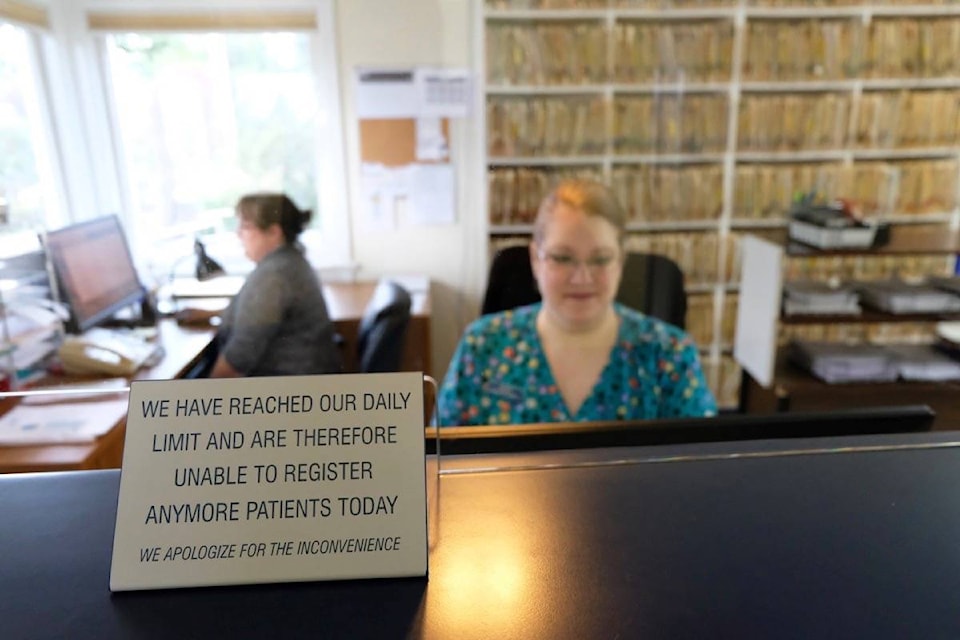 WE HAVE REACHED OUR DAILY
LIMIT AND ARE THEREFORE
UNABLE TO REGISTER
ANYMORE PATIENTS TODAY
WE APOLOGIZE FOR THE INCONVENIENCE